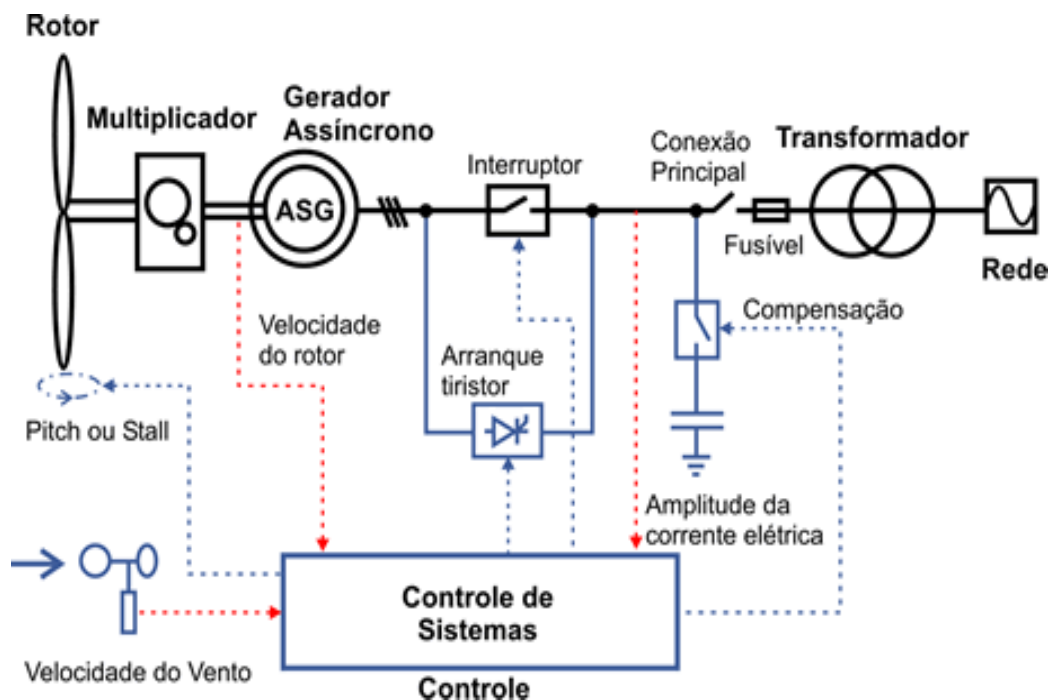 Rotor
Multiplicador
Gerador
Assíncrono
ASG
Interruptor
Conexão
Principal
Transformador
Fusível
Rede
Velocidade
do rotor
Arranque
tiristor
Compensação
Pitch ou Stall
Amplitude da
corrente elétrica
Controle de
Sistemas
Velocidade do Vento
Controle